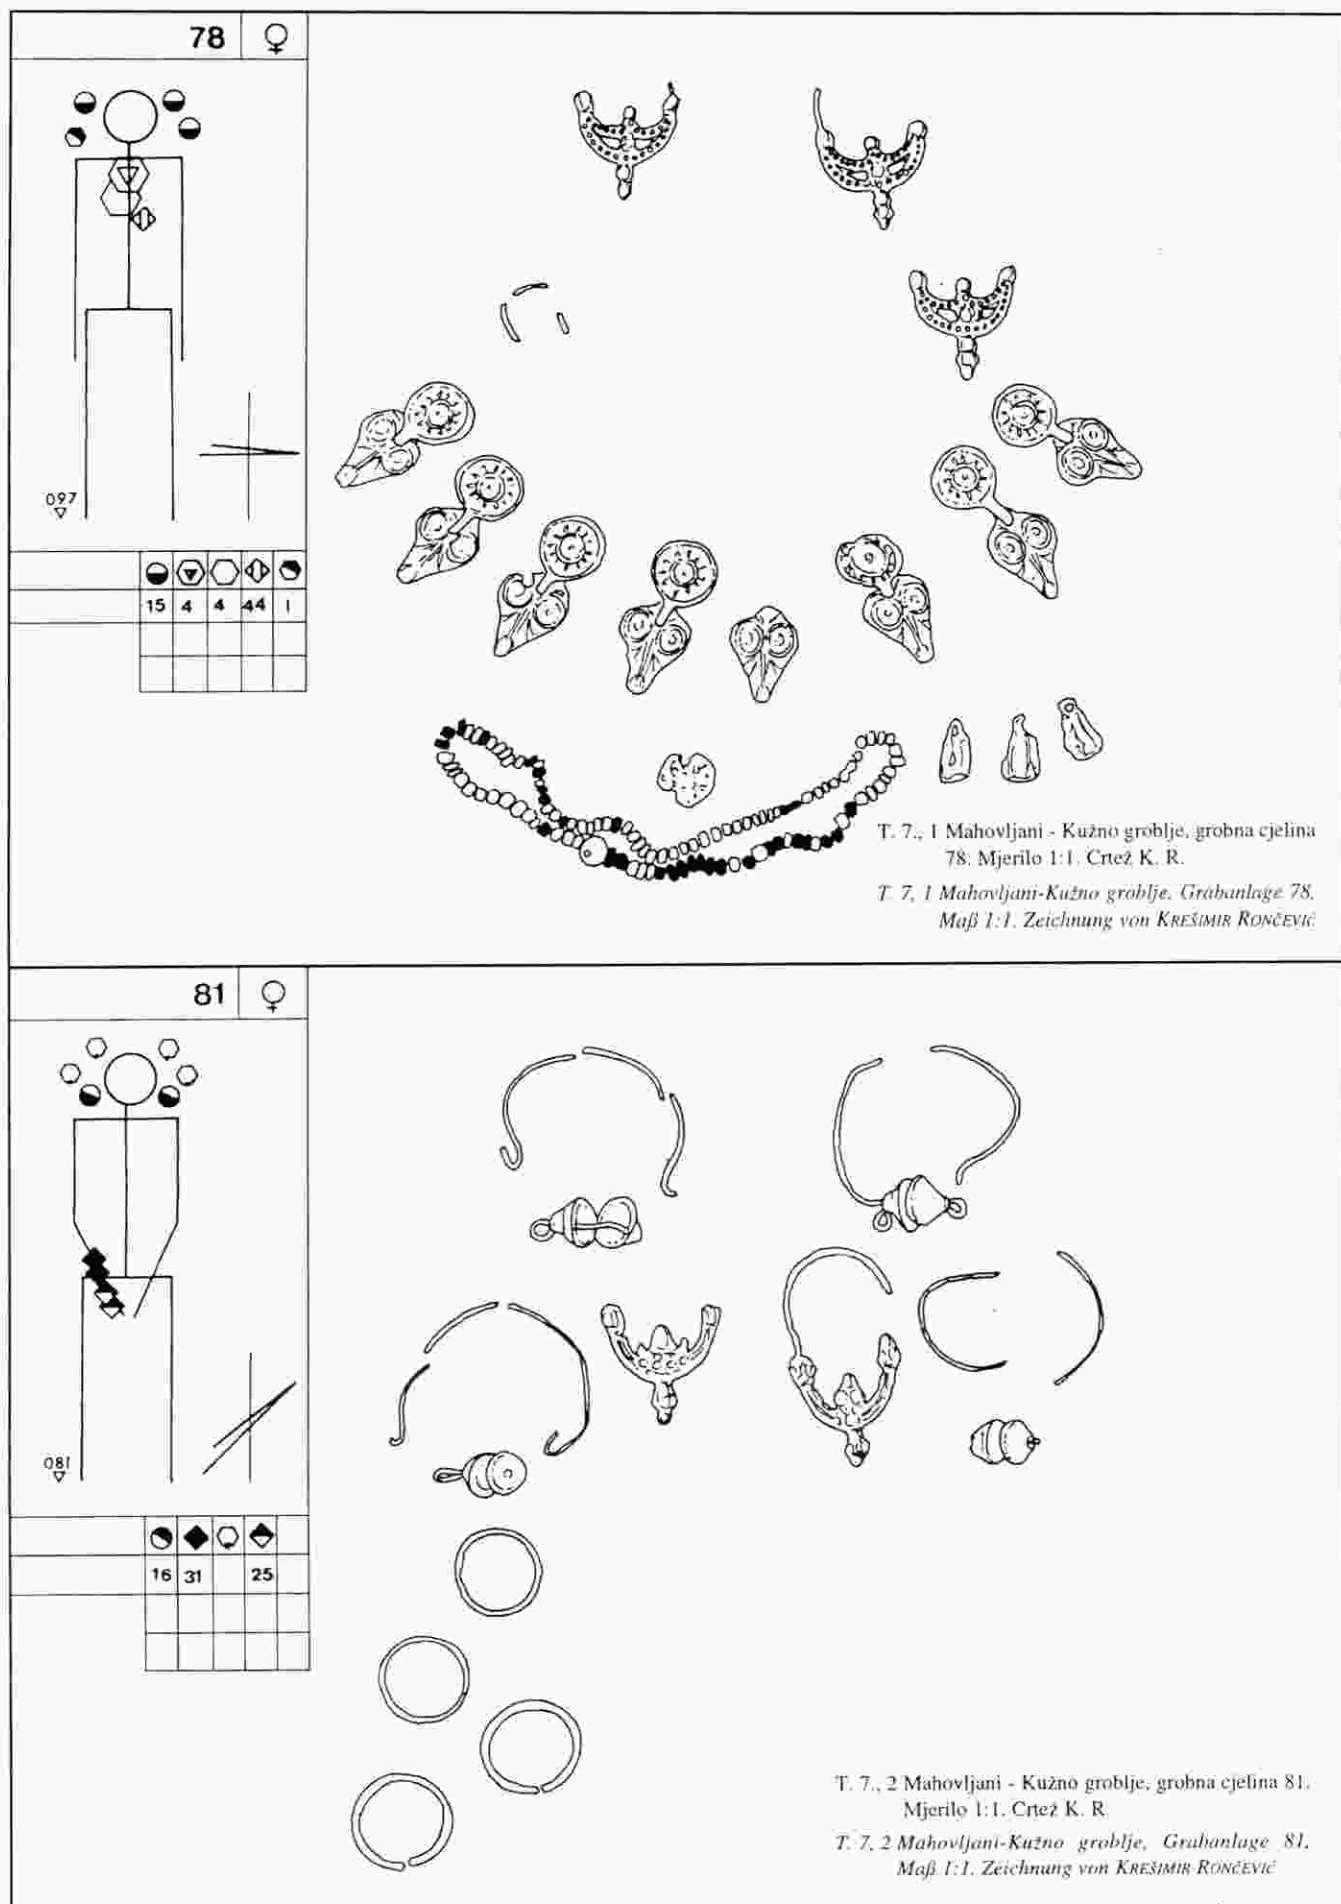 78 ♀
097
15 4 4 44 1
T. 7., 1 Mahovljani - Kužno groblje, grobna cjelina
78. Mjerilo 1:1. Crtež K. R.
T. 7, 1 Mahovljani-Kužno groblje. Grabanlage 78.
Maß 1:1. Zeichnung von KREŠIMIR RONČEVIĆ
81 ♀
081
16 31 25
T. 7., 2 Mahovljani - Kužno groblje, grobna cjelina 81.
Mjerilo 1:1. Crtež K. R.
T. 7, 2 Mahovljani-Kužno groblje, Grabanlage 81.
Maß 1:1. Zeichnung von KREŠIMIR RONČEVIĆ